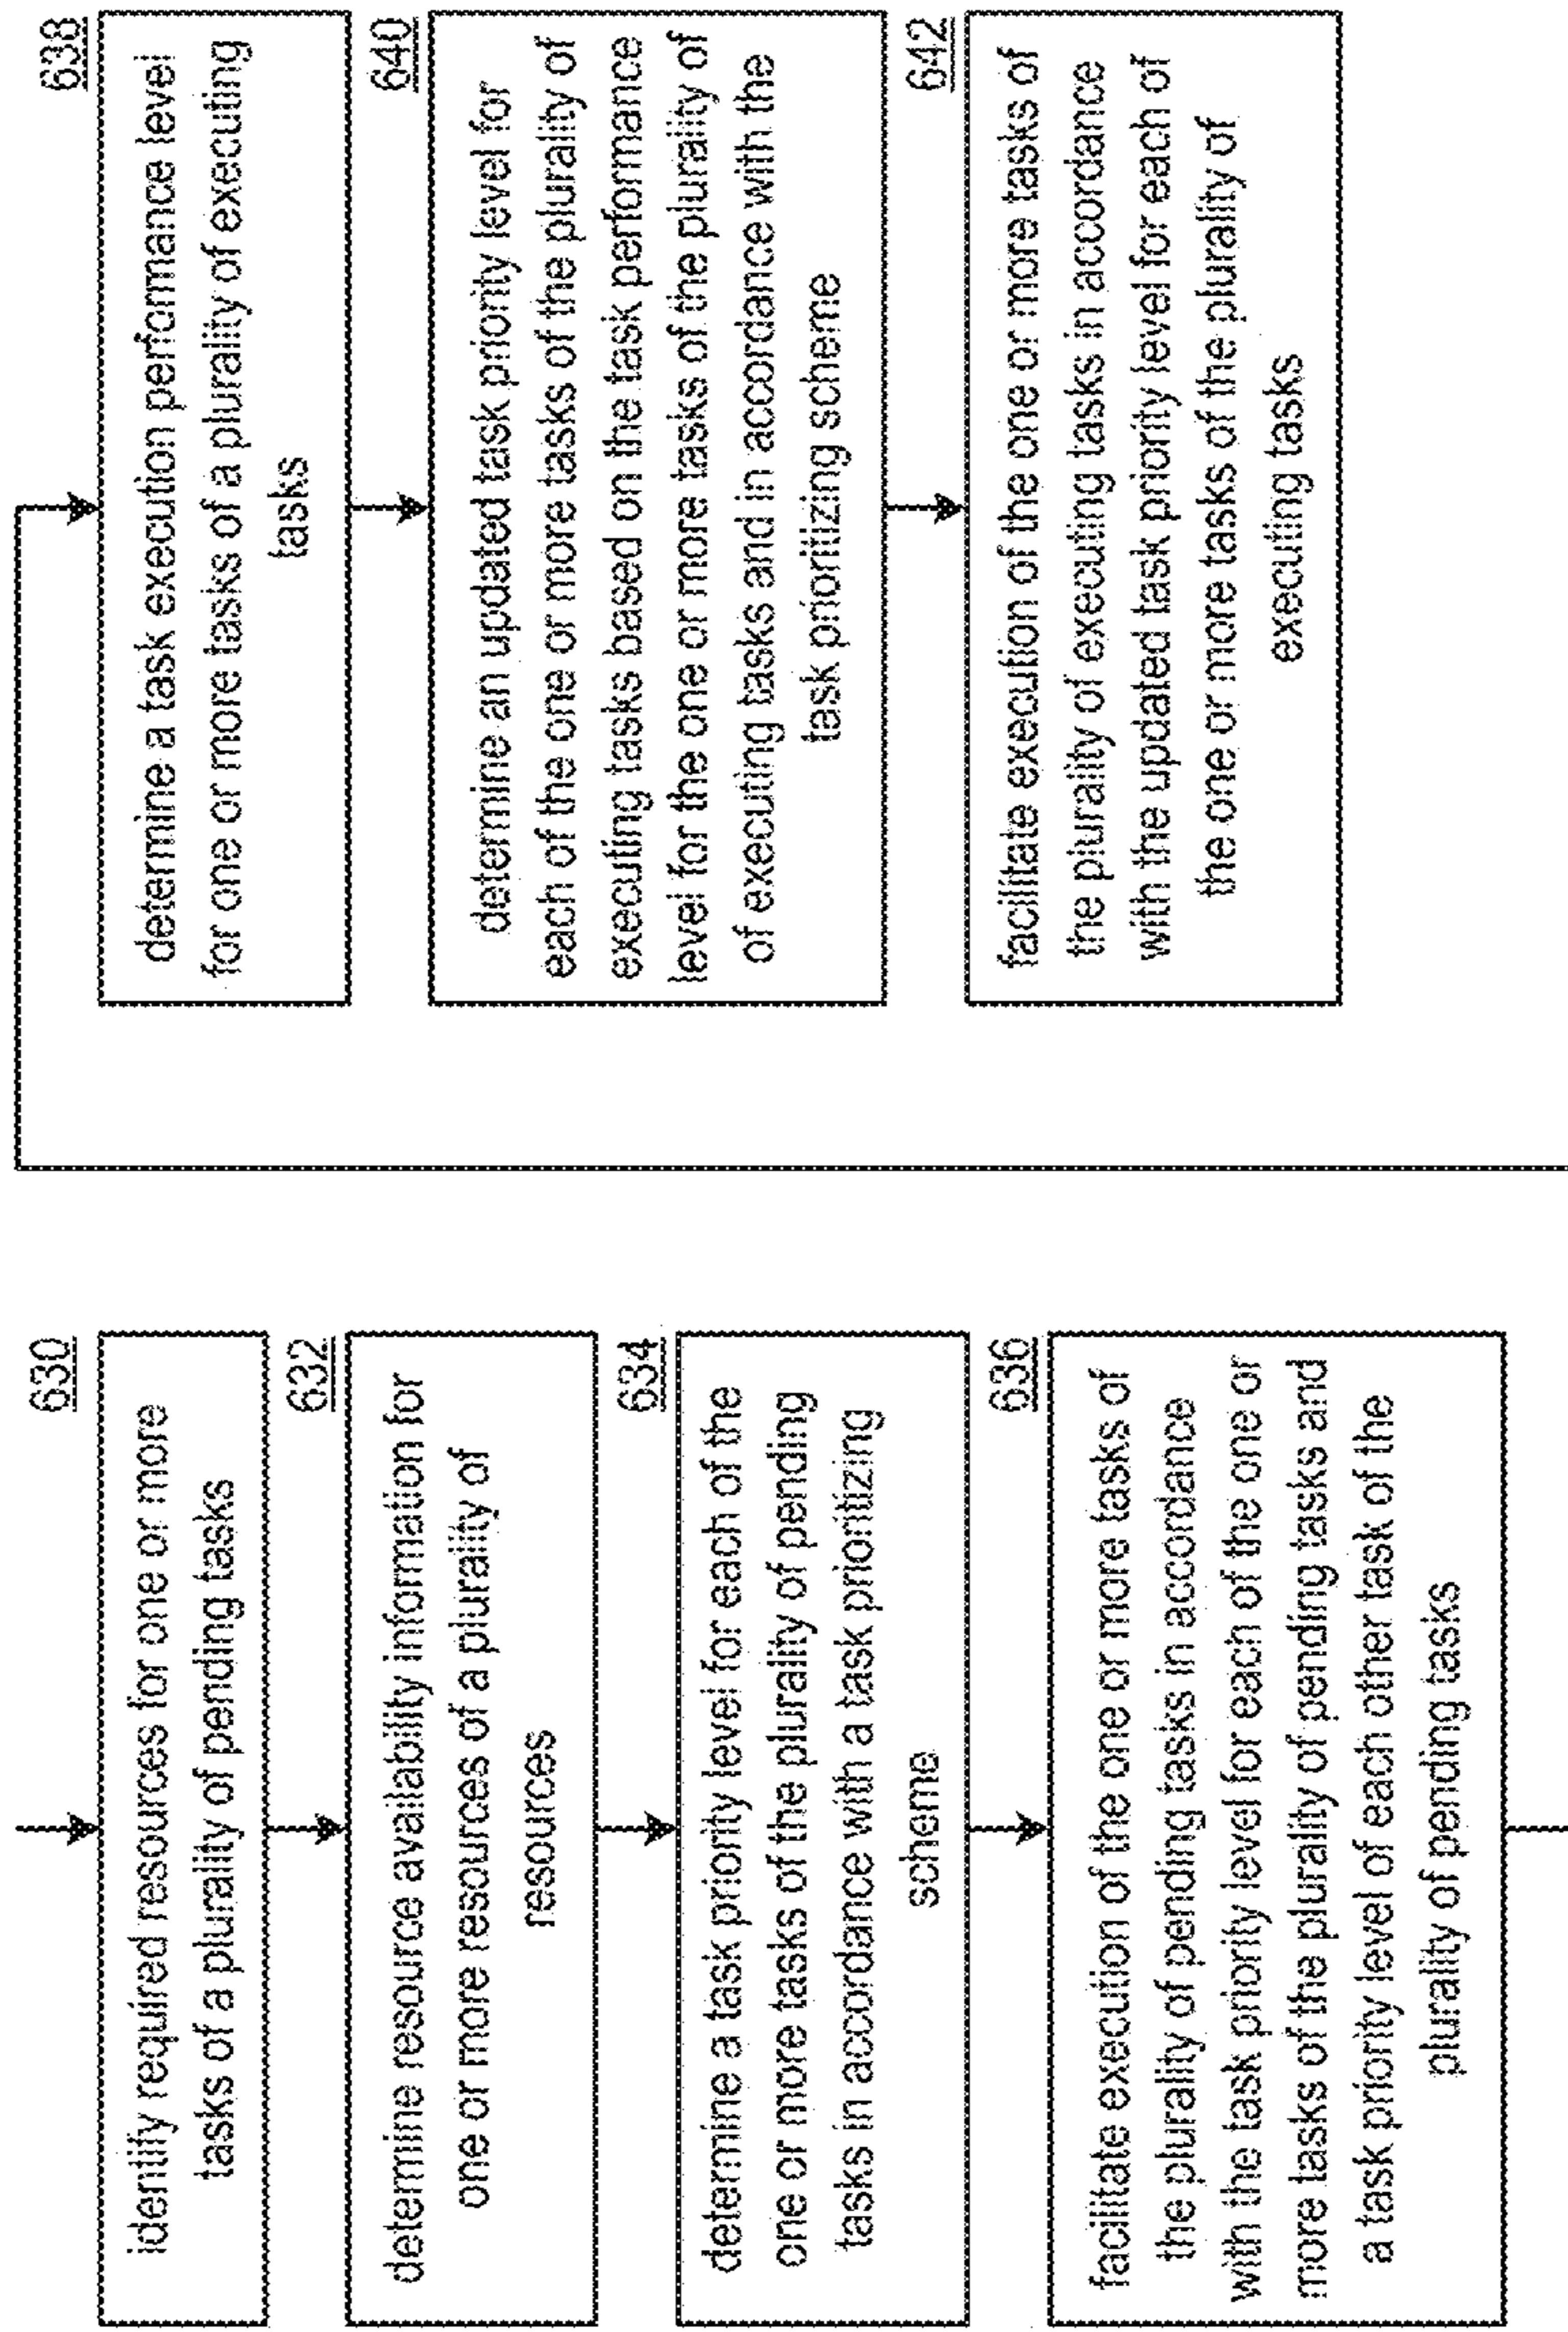 630
identify required resources for one or more
tasks of a plurality of pending tasks
632
determine resource availability information for
one or more resources of a plurality of
resources
634
determine a task priority level for each of the
one or more tasks of the plurality of pending
tasks in accordance with a task prioritizing
scheme
636
facilitate execution of the one or more tasks of
the plurality of pending tasks in accordance
with the task priority level for each of the one or
more tasks of the plurality of pending tasks and
a task priority level of each other task of the
plurality of pending tasks
638
determine a task execution performance level
for one or more tasks of a plurality of executing
tasks
640
determine an updated task priority level for
each of the one or more tasks of the plurality of
executing tasks based on the task performance
level for the one or more tasks of the plurality of
of executing tasks and in accordance with the
task prioritizing scheme
642
facilitate execution of the one or more tasks of
the plurality of executing tasks in accordance
with the updated task priority level for each of
the one or more tasks of the plurality of
executing tasks